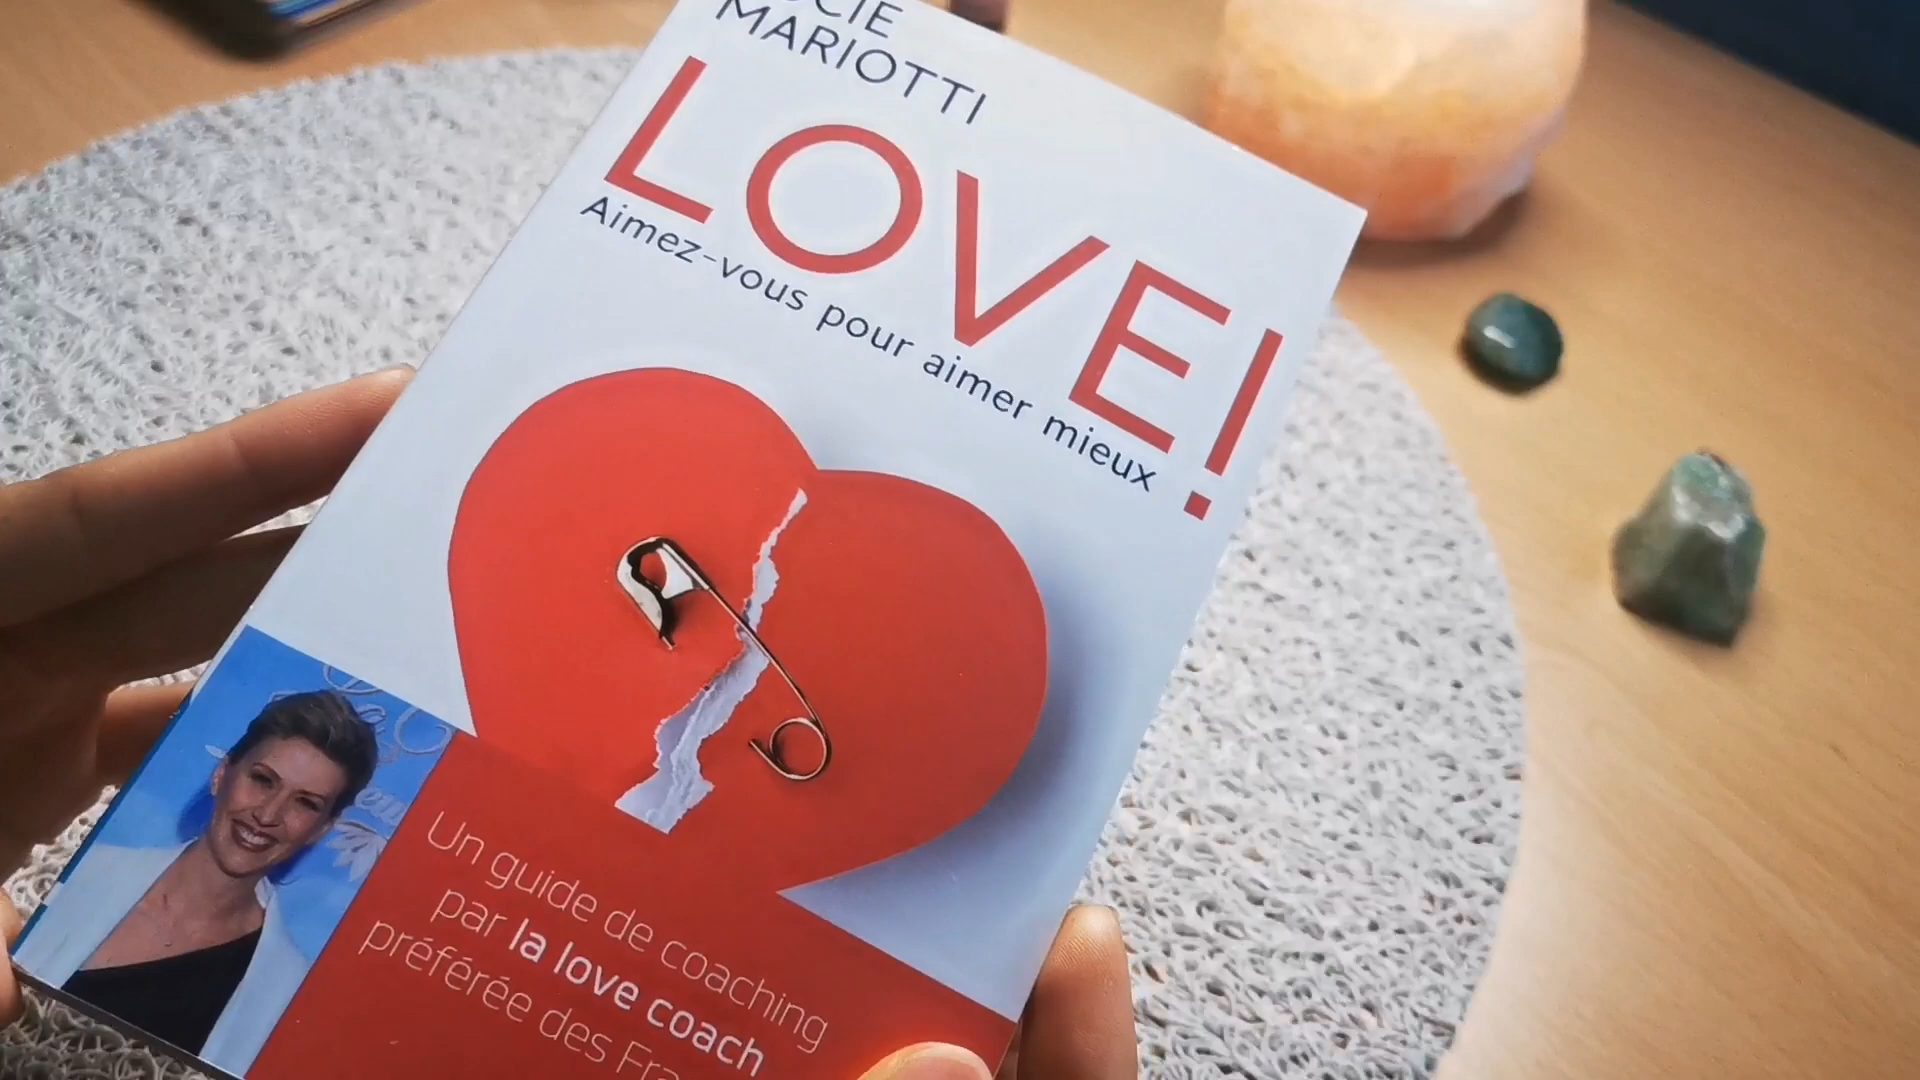 MARIOTTI
LOVE!
Aimez-vous pour aimer mieux
Un guide de coaching
par la love coach
préférée des